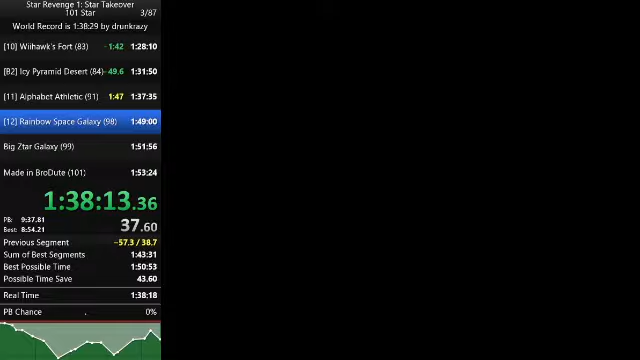 Star Revenge 1: Star Takeover
101 Star 3/87
World Record is 1:38:29 by drunkrazy
[10] Wiihawk's Fort (83) -1:42 1:28:10
[B2] Icy Pyramid Desert (84) -49.6 1:31:50
[11] Alphabet Athletic (91) 1:47 1:37:35
[12] Rainbow Space Galaxy (98) 1:49:00
Big Ztar Galaxy (99) 1:51:56
Made in BroDute (101) 1:53:24
1:38:13.36
PB: 9:37.81
Best: 8:54.21
37.60
Previous Segment -57.3 / 38.7
Sum of Best Segments 1:43:31
Best Possible Time 1:50:53
Possible Time Save 43.60
Real Time 1:38:18
PB Chance 0%